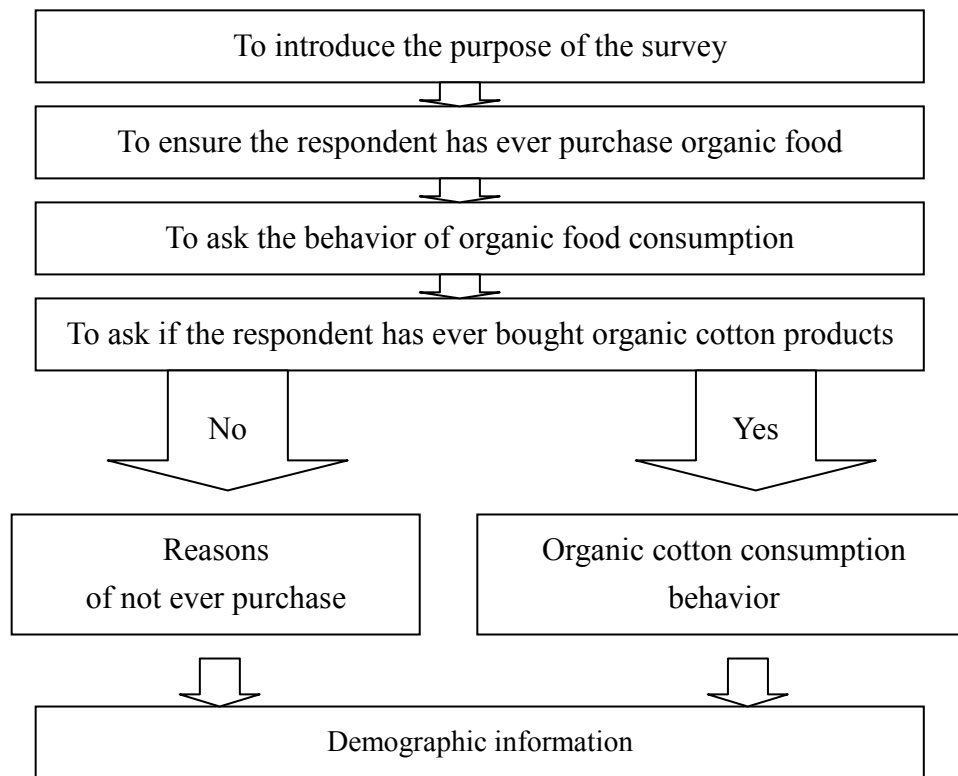 To introduce the purpose of the survey
To ensure the respondent has ever purchase organic food
To ask the behavior of organic food consumption
To ask if the respondent has ever bought organic cotton products
No
Yes
Reasons
of not ever purchase
Organic cotton consumption
behavior
Demographic information